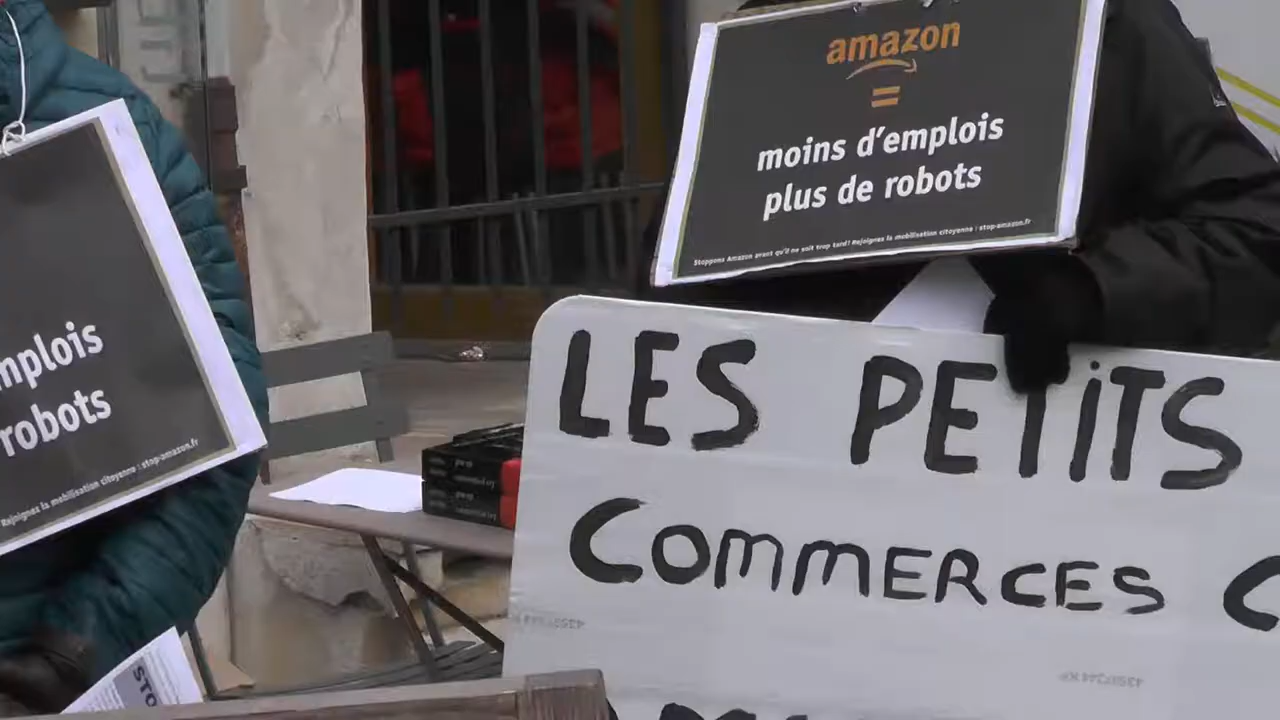 amazon
=
moins d'emplois
plus de robots
Stoppons Amazon avant qu'il ne soit trop tard! Rejoignez la mobilisation citoyenne : stop-amazon.fr
mplois
robots
Rejoignez la mobilisation citoyenne : stop-amazon.fr
LES PETITS
COMMERCES C
STO